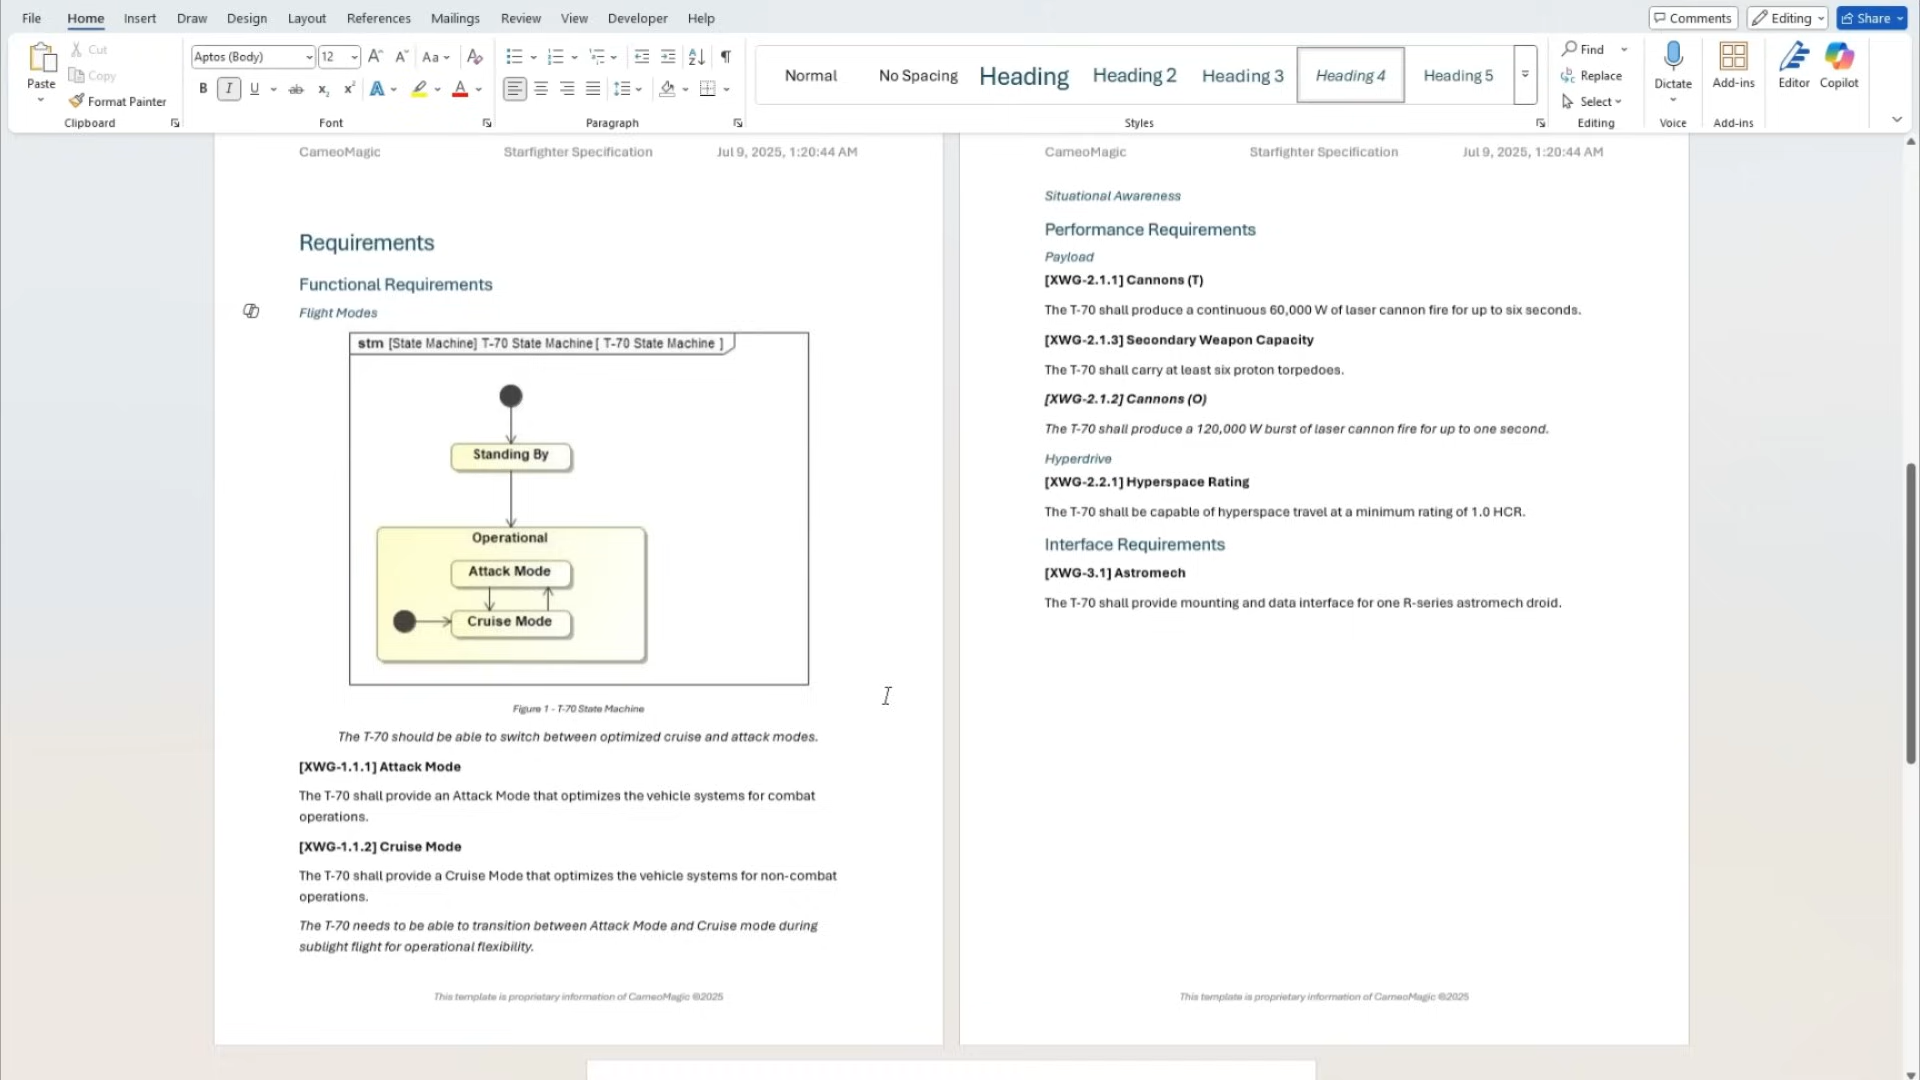 File Home Insert Draw Design Layout References Mailings Review View Developer Help Comments Editing Share
Paste Cut Copy Format Painter
Clipboard
Aptos (Body) 12 Aa
B I U ab x₂ x² A A
Font
Paragraph
Normal No Spacing Heading Heading 2 Heading 3 Heading 4 Heading 5
Styles
Find Replace Select
Editing
Dictate
Voice
Add-ins
Add-ins
Editor Copilot
CameoMagic Starfighter Specification Jul 9, 2025, 1:20:44 AM
Requirements
Functional Requirements
Flight Modes
stm [State Machine] T-70 State Machine [ T-70 State Machine ]
Standing By
Operational
Attack Mode
Cruise Mode
Figure 1 - T-70 State Machine
The T-70 should be able to switch between optimized cruise and attack modes.
[XWG-1.1.1] Attack Mode
The T-70 shall provide an Attack Mode that optimizes the vehicle systems for combat
operations.
[XWG-1.1.2] Cruise Mode
The T-70 shall provide a Cruise Mode that optimizes the vehicle systems for non-combat
operations.
The T-70 needs to be able to transition between Attack Mode and Cruise mode during
sublight flight for operational flexibility.
This template is proprietary information of CameoMagic ©2025
CameoMagic Starfighter Specification Jul 9, 2025, 1:20:44 AM
Situational Awareness
Performance Requirements
Payload
[XWG-2.1.1] Cannons (T)
The T-70 shall produce a continuous 60,000 W of laser cannon fire for up to six seconds.
[XWG-2.1.3] Secondary Weapon Capacity
The T-70 shall carry at least six proton torpedoes.
[XWG-2.1.2] Cannons (O)
The T-70 shall produce a 120,000 W burst of laser cannon fire for up to one second.
Hyperdrive
[XWG-2.2.1] Hyperspace Rating
The T-70 shall be capable of hyperspace travel at a minimum rating of 1.0 HCR.
Interface Requirements
[XWG-3.1] Astromech
The T-70 shall provide mounting and data interface for one R-series astromech droid.
This template is proprietary information of CameoMagic ©2025